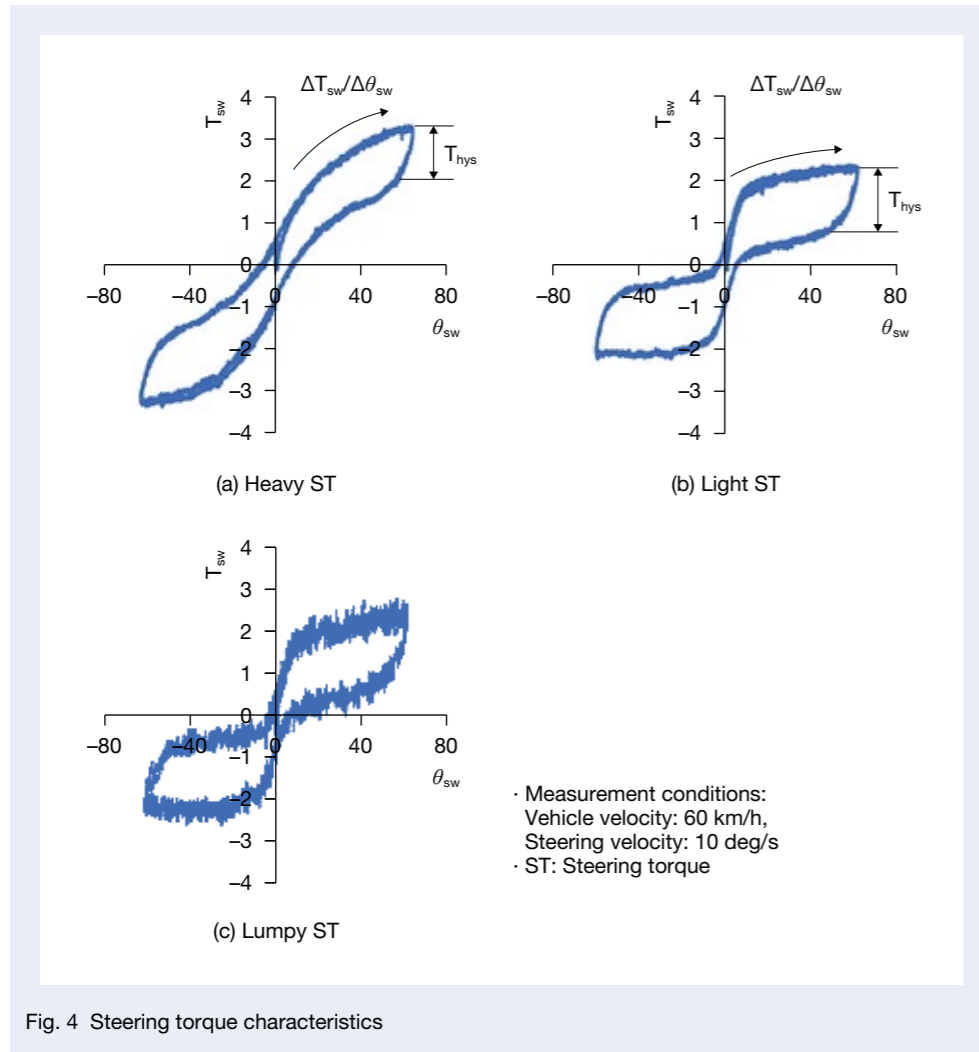 ΔTsw/Δθsw
Tsw
4
3
2
1
0
–1
–2
–3
–4
–80
–40
0
40
80
θsw
Thys
(a) Heavy ST
ΔTsw/Δθsw
Tsw
4
3
2
1
0
–1
–2
–3
–4
–80
–40
0
40
80
θsw
Thys
(b) Light ST
Tsw
4
3
2
1
0
–1
–2
–3
–4
–80
–40
0
40
80
θsw
(c) Lumpy ST
· Measurement conditions:
Vehicle velocity: 60 km/h,
Steering velocity: 10 deg/s
· ST: Steering torque
Fig. 4 Steering torque characteristics